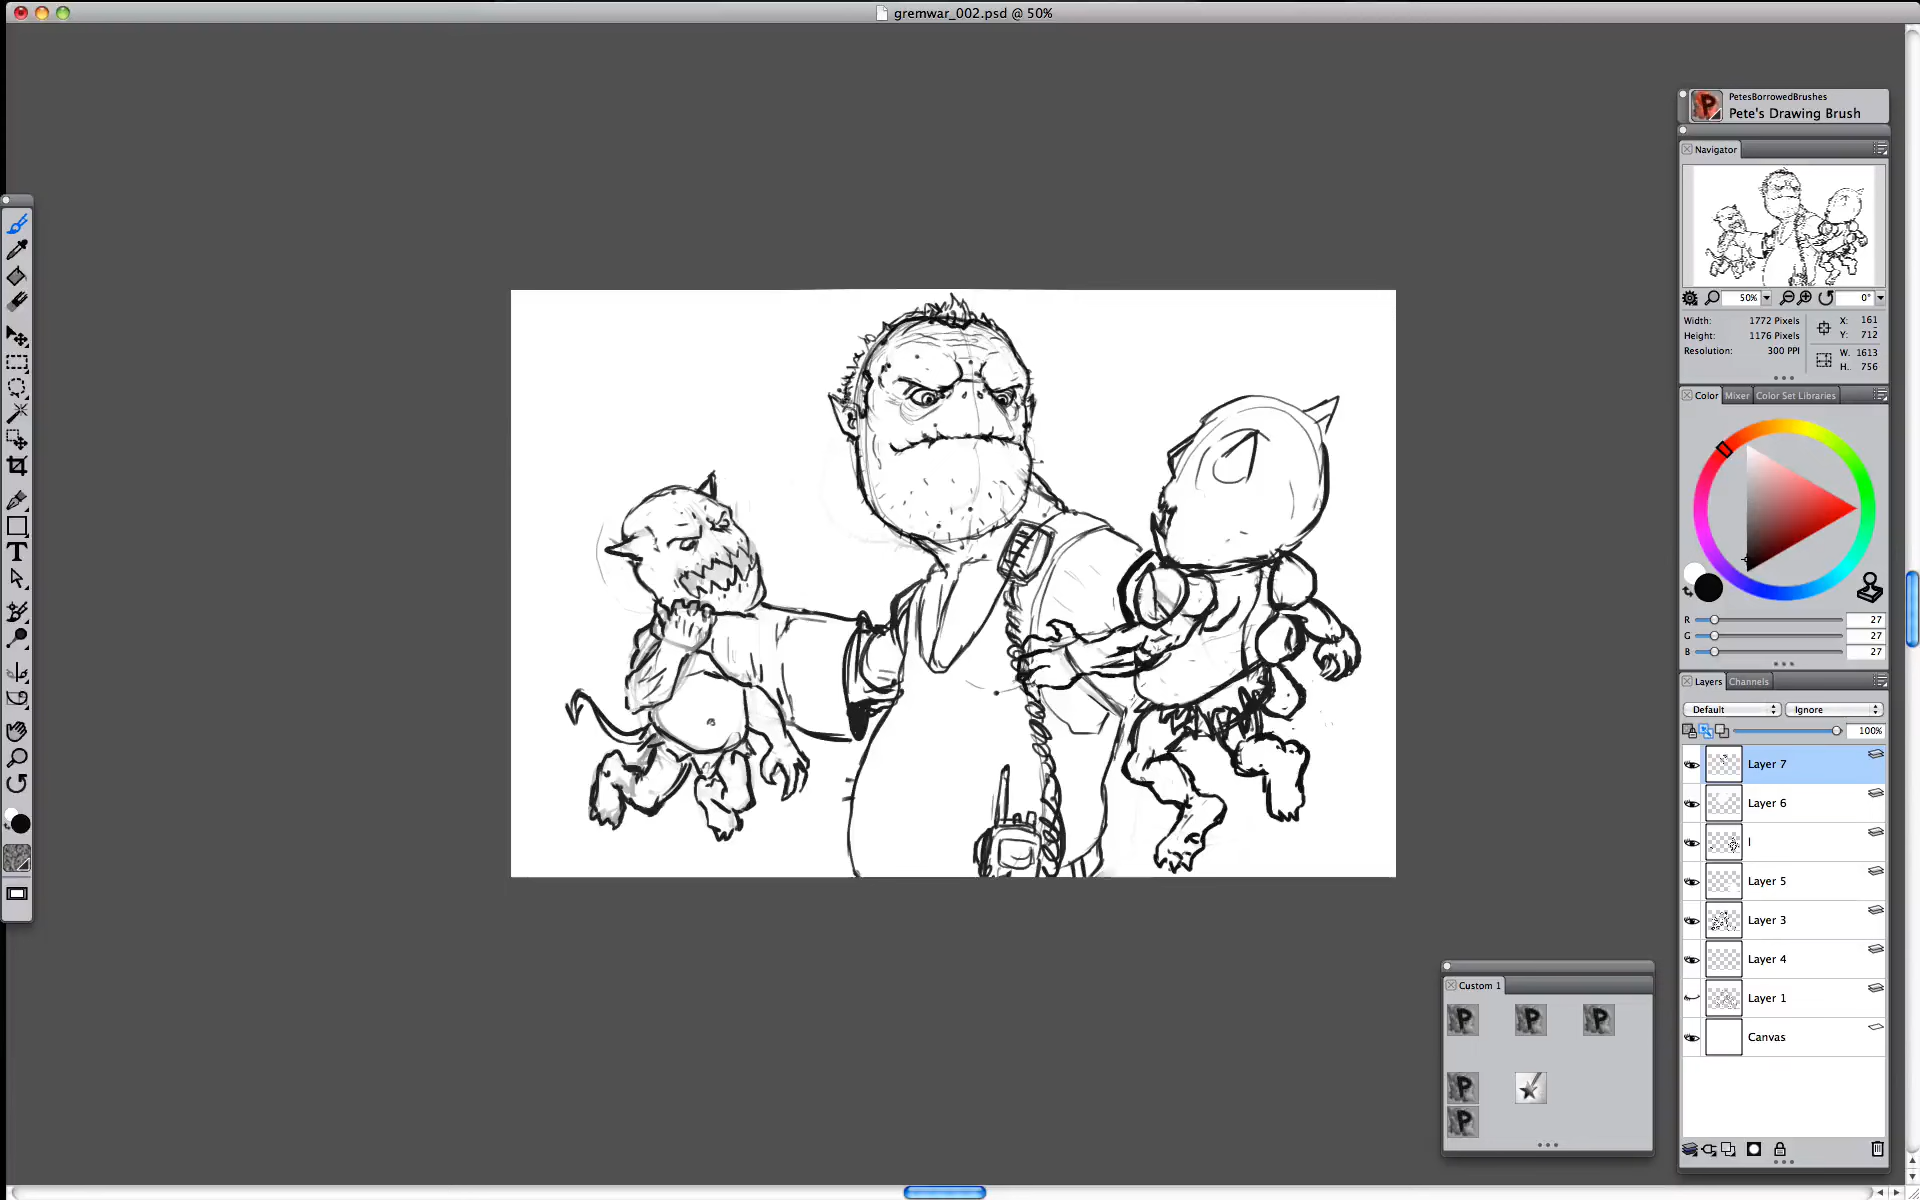 gremwar_002.psd @ 50%
PetesBorrowedBrushes
Pete's Drawing Brush
Navigator
50%
0°
Width: 1772 Pixels
Height: 1176 Pixels
Resolution: 300 PPI
X: 161
Y: 712
W. 1613
H. 756
Color
Mixer
Color Set Libraries
R 27
G 27
B 27
Layers
Channels
Default
Ignore
100%
Layer 7
Layer 6
l
Layer 5
Layer 3
Layer 4
Layer 1
Canvas
Custom 1